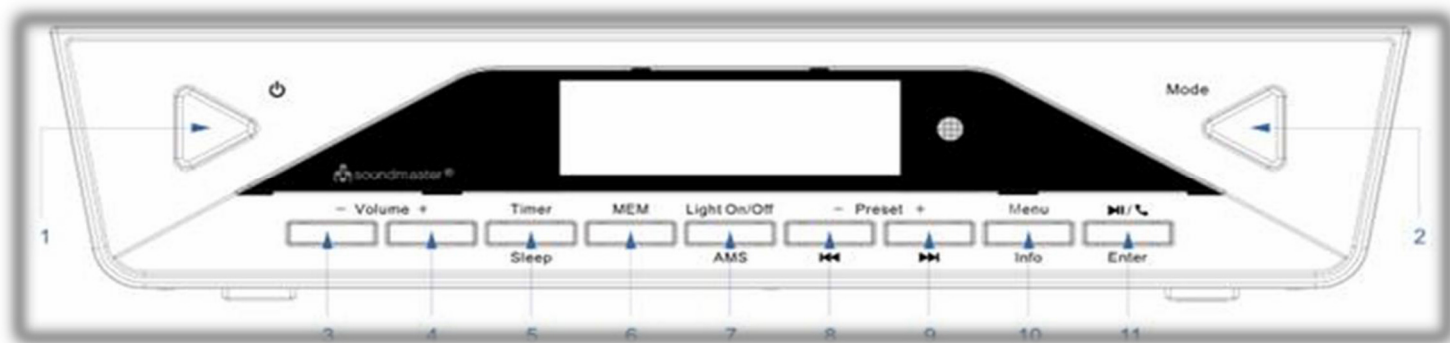 Mode
soundmaster®
- Volume + Timer MEM Light On/Off - Preset + Menu ⏯/📞
1 2
Sleep AMS ⏮ ⏭ Info Enter
3 4 5 6 7 8 9 10 11